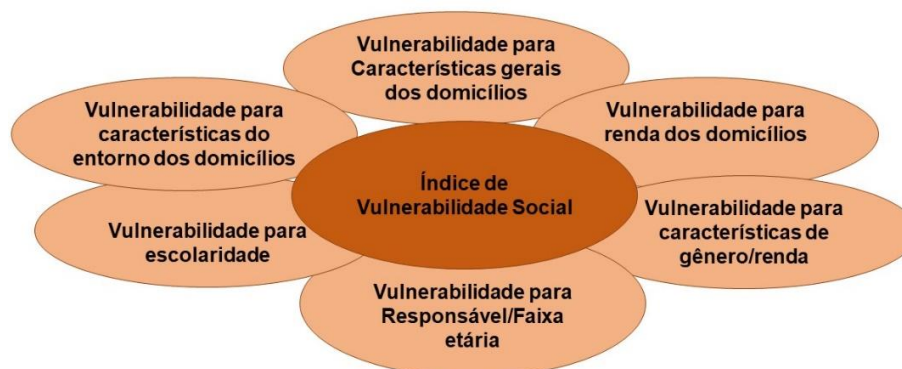 Vulnerabilidade para
Características gerais
dos domicílios
Vulnerabilidade para
características do
entorno dos domicílios
Vulnerabilidade para
renda dos domicílios
Índice de
Vulnerabilidade Social
Vulnerabilidade para
escolaridade
Vulnerabilidade para
características de
gênero/renda
Vulnerabilidade para
Responsável/Faixa
etária